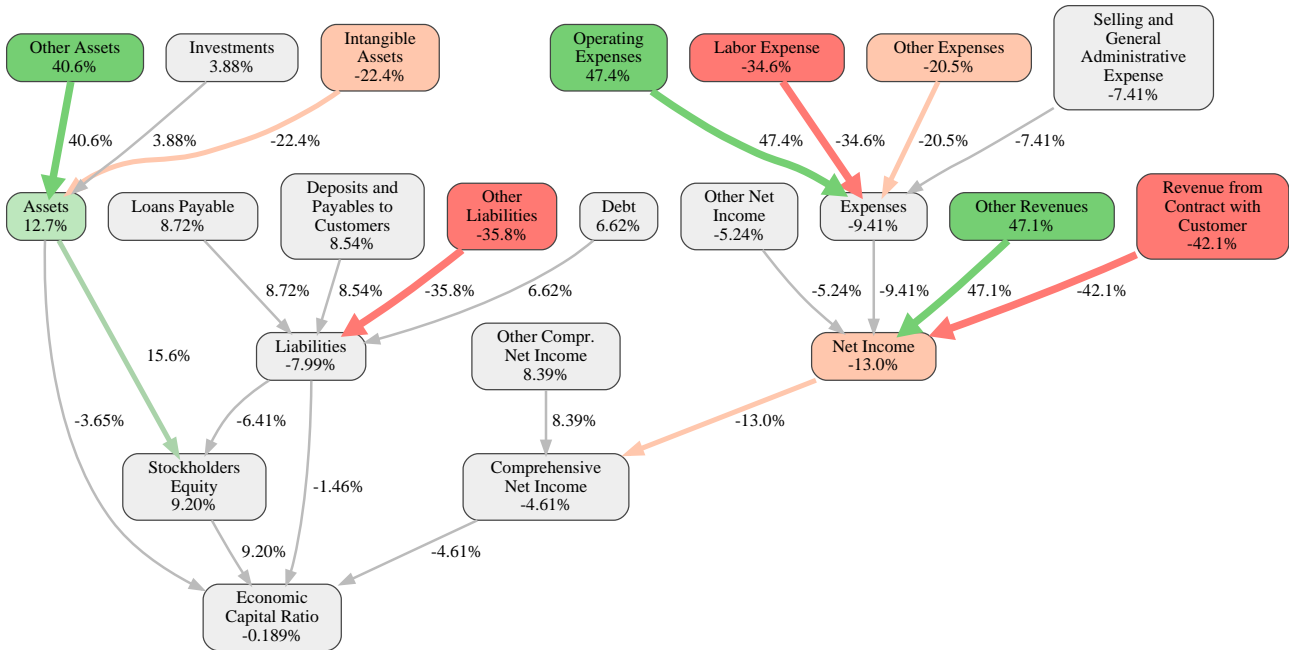 Other Assets
40.6%
Investments
3.88%
Intangible
Assets
-22.4%
Operating
Expenses
47.4%
Labor Expense
-34.6%
Other Expenses
-20.5%
Selling and
General
Administrative
Expense
-7.41%
40.6%
3.88%
-22.4%
47.4%
-34.6%
-20.5%
-7.41%
Assets
12.7%
Loans Payable
8.72%
Deposits and
Payables to
Customers
8.54%
Other
Liabilities
-35.8%
Debt
6.62%
Other Net
Income
-5.24%
Expenses
-9.41%
Other Revenues
47.1%
Revenue from
Contract with
Customer
-42.1%
8.72%
8.54%
-35.8%
6.62%
-5.24%
-9.41%
47.1%
-42.1%
15.6%
Liabilities
-7.99%
Other Compr.
Net Income
8.39%
Net Income
-13.0%
-3.65%
-6.41%
8.39%
-13.0%
Stockholders
Equity
9.20%
-1.46%
Comprehensive
Net Income
-4.61%
9.20%
-4.61%
Economic
Capital Ratio
-0.189%